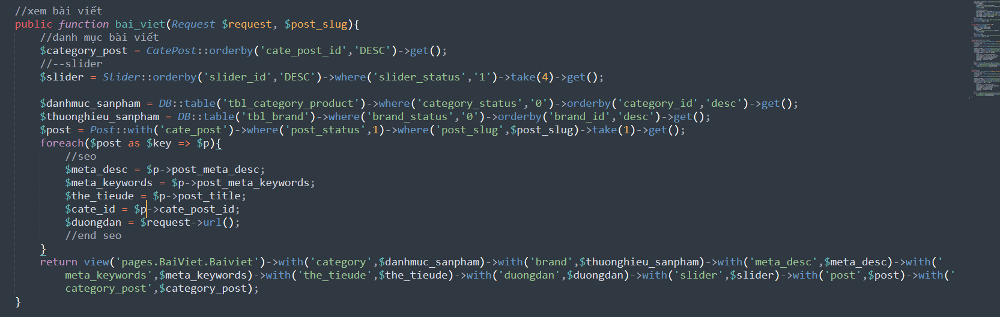 //xem bài viết
public function bai_viet(Request $request, $post_slug){
//danh mục bài viết
$category_post = CatePost::orderby('cate_post_id','DESC')->get();
//--slider
$slider = Slider::orderby('slider_id','DESC')->where('slider_status','1')->take(4)->get();
$danhmuc_sanpham = DB::table('tbl_category_product')->where('category_status','0')->orderby('category_id','desc')->get();
$thuonghieu_sanpham = DB::table('tbl_brand')->where('brand_status','0')->orderby('brand_id','desc')->get();
$post = Post::with('cate_post')->where('post_status',1)->where('post_slug',$post_slug)->take(1)->get();
foreach($post as $key => $p){
//seo
$meta_desc = $p->post_meta_desc;
$meta_keywords = $p->post_meta_keywords;
$the_tieude = $p->post_title;
$cate_id = $p->cate_post_id;
$duongdan = $request->url();
//end seo
}
return view('pages.BaiViet.Baiviet')->with('category',$danhmuc_sanpham)->with('brand',$thuonghieu_sanpham)->with('meta_desc',$meta_desc)->with('
meta_keywords',$meta_keywords)->with('the_tieude',$the_tieude)->with('duongdan',$duongdan)->with('slider',$slider)->with('post',$post)->with('
category_post',$category_post);
}